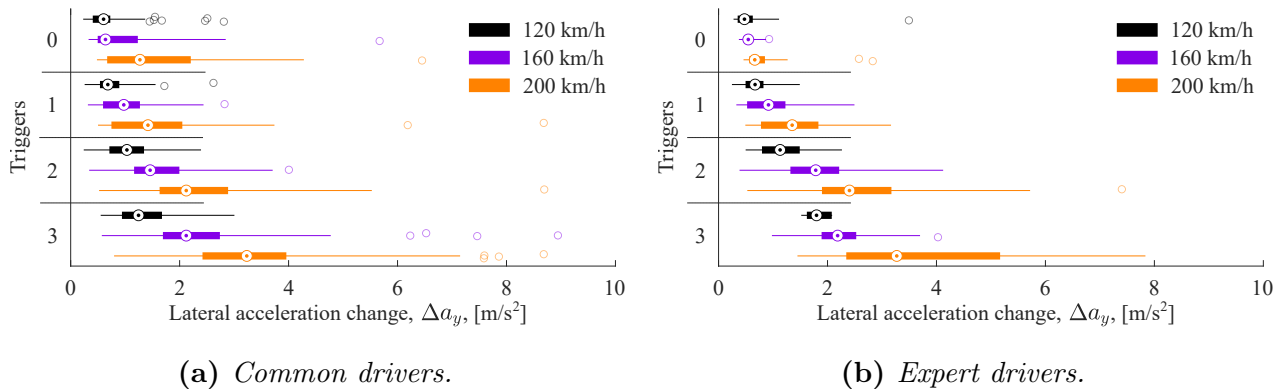 0
1
2
3
Triggers
120 km/h
160 km/h
200 km/h
0 2 4 6 8 10
Lateral acceleration change, Δa_y, [m/s²]
(a) Common drivers.
0
1
2
3
Triggers
120 km/h
160 km/h
200 km/h
0 2 4 6 8 10
Lateral acceleration change, Δa_y, [m/s²]
(b) Expert drivers.